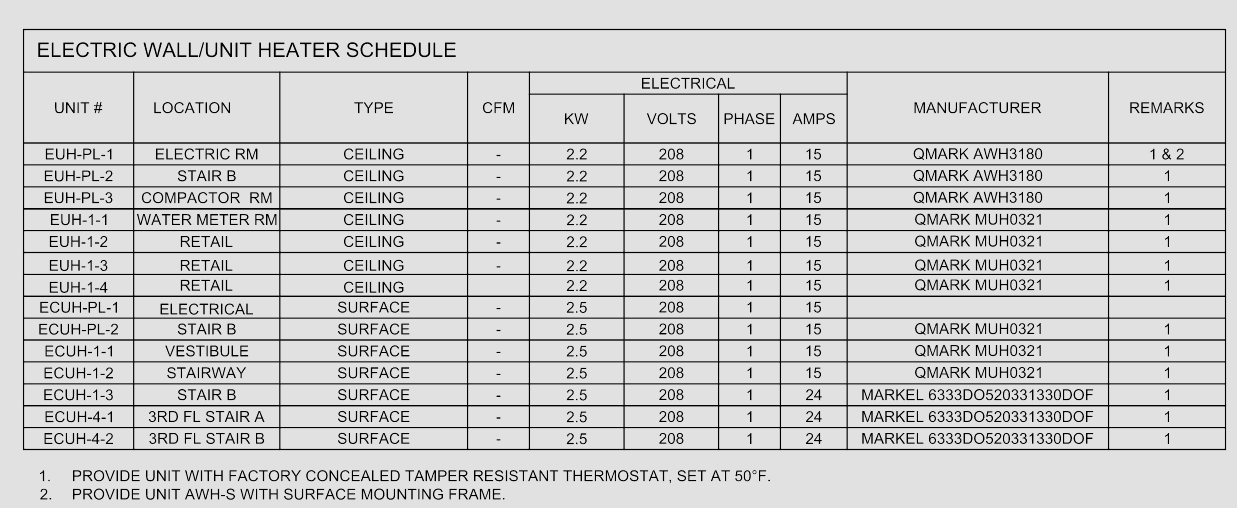 ELECTRIC WALL/UNIT HEATER SCHEDULE
ELECTRICAL
UNIT # LOCATION TYPE CFM KW VOLTS PHASE AMPS MANUFACTURER REMARKS
EUH-PL-1 ELECTRIC RM CEILING - 2.2 208 1 15 QMARK AWH3180 1 & 2
EUH-PL-2 STAIR B CEILING - 2.2 208 1 15 QMARK AWH3180 1
EUH-PL-3 COMPACTOR RM CEILING - 2.2 208 1 15 QMARK AWH3180 1
EUH-1-1 WATER METER RM CEILING - 2.2 208 1 15 QMARK MUH0321 1
EUH-1-2 RETAIL CEILING - 2.2 208 1 15 QMARK MUH0321 1
EUH-1-3 RETAIL CEILING - 2.2 208 1 15 QMARK MUH0321 1
EUH-1-4 RETAIL CEILING 2.2 208 1 15 QMARK MUH0321 1
ECUH-PL-1 ELECTRICAL SURFACE - 2.5 208 1 15
ECUH-PL-2 STAIR B SURFACE - 2.5 208 1 15 QMARK MUH0321 1
ECUH-1-1 VESTIBULE SURFACE - 2.5 208 1 15 QMARK MUH0321 1
ECUH-1-2 STAIRWAY SURFACE - 2.5 208 1 15 QMARK MUH0321 1
ECUH-1-3 STAIR B SURFACE - 2.5 208 1 24 MARKEL 6333DO520331330DOF 1
ECUH-4-1 3RD FL STAIR A SURFACE - 2.5 208 1 24 MARKEL 6333DO520331330DOF 1
ECUH-4-2 3RD FL STAIR B SURFACE - 2.5 208 1 24 MARKEL 6333DO520331330DOF 1
1. PROVIDE UNIT WITH FACTORY CONCEALED TAMPER RESISTANT THERMOSTAT, SET AT 50°F.
2. PROVIDE UNIT AWH-S WITH SURFACE MOUNTING FRAME.